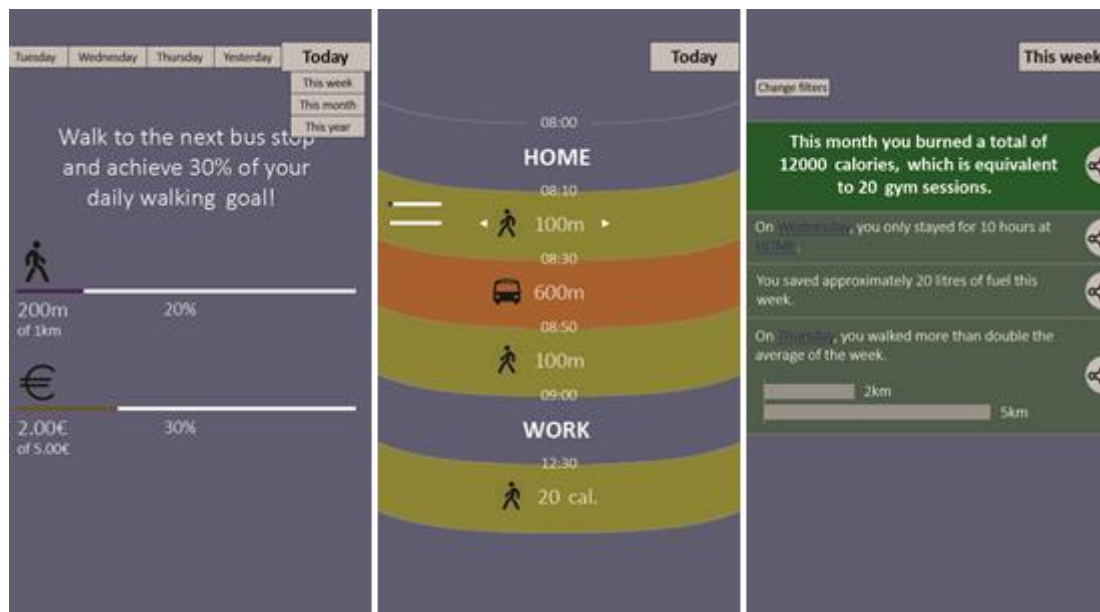 Tuesday
Wednesday
Thursday
Yesterday
Today
This week
This month
This year
Walk to the next bus stop
and achieve 30% of your
daily walking goal!
200m
20%
of 1km
€
2.00€
30%
of 5.00€
Today
08:00
HOME
08:10
100m
08:30
600m
08:50
100m
09:00
WORK
12:30
20 cal.
This week
Change filters
This month you burned a total of
12000 calories, which is equivalent
to 20 gym sessions.
On Wednesday, you only stayed for 10 hours at
HOME.
You saved approximately 20 litres of fuel this
week.
On Thursday, you walked more than double the
average of the week.
2km
5km